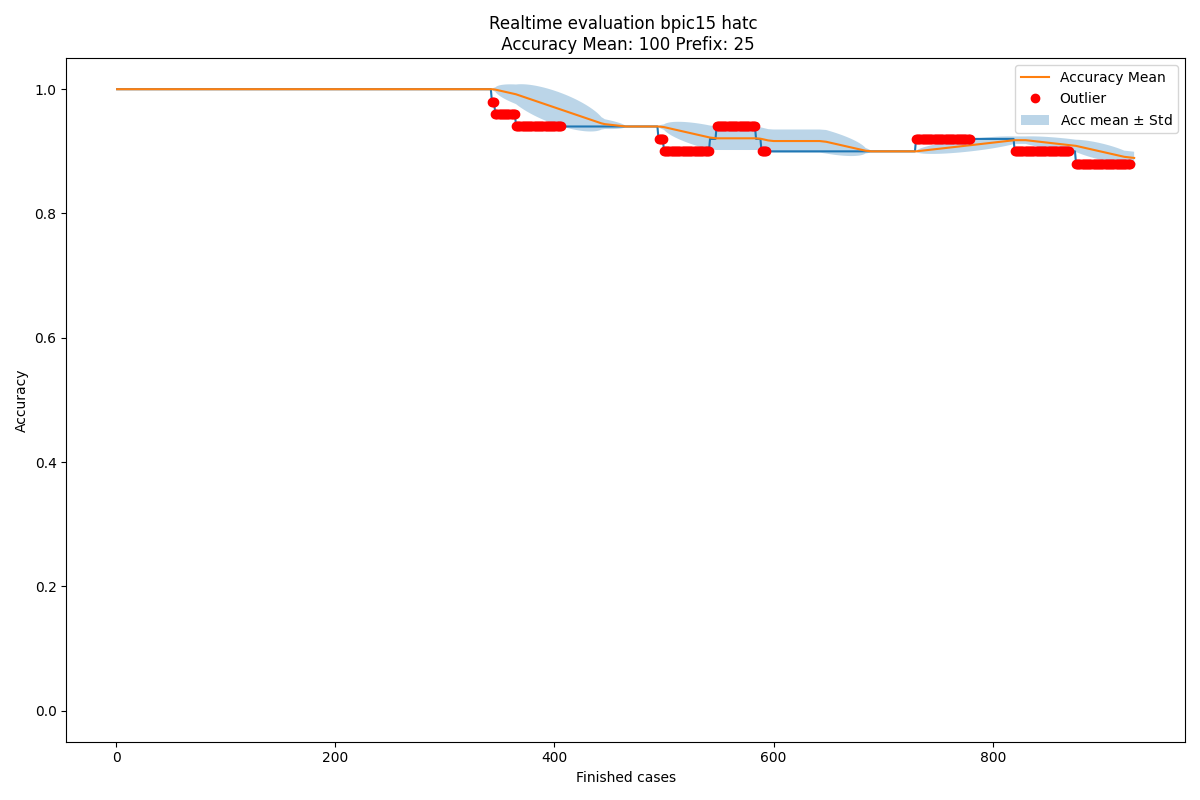 Realtime evaluation bpic15 hatc
Accuracy Mean: 100 Prefix: 25
Accuracy Mean
Outlier
Acc mean ± Std
1.0
0.8
0.6
0.4
0.2
0.0
Accuracy
0 200 400 600 800
Finished cases